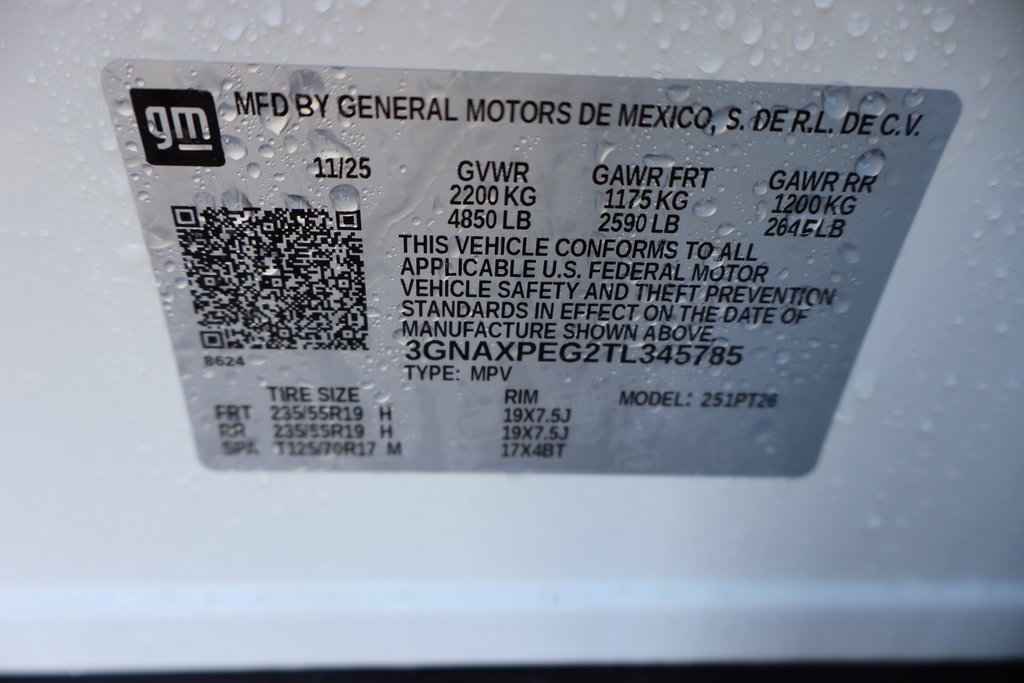 gm
MFD BY GENERAL MOTORS DE MEXICO, S. DE R.L. DE C.V.
11/25 GVWR GAWR FRT GAWR RR
2200 KG 1175 KG 1200 KG
4850 LB 2590 LB 2645 LB
THIS VEHICLE CONFORMS TO ALL
APPLICABLE U.S. FEDERAL MOTOR
VEHICLE SAFETY AND THEFT PREVENTION
STANDARDS IN EFFECT ON THE DATE OF
MANUFACTURE SHOWN ABOVE.
3GNAXPEG2TL345785
8624
TYPE: MPV
TIRE SIZE RIM MODEL: 251PT26
FRT 235/55R19 H 19X7.5J
RR 235/55R19 H 19X7.5J
SPA T125/70R17 M 17X4BT